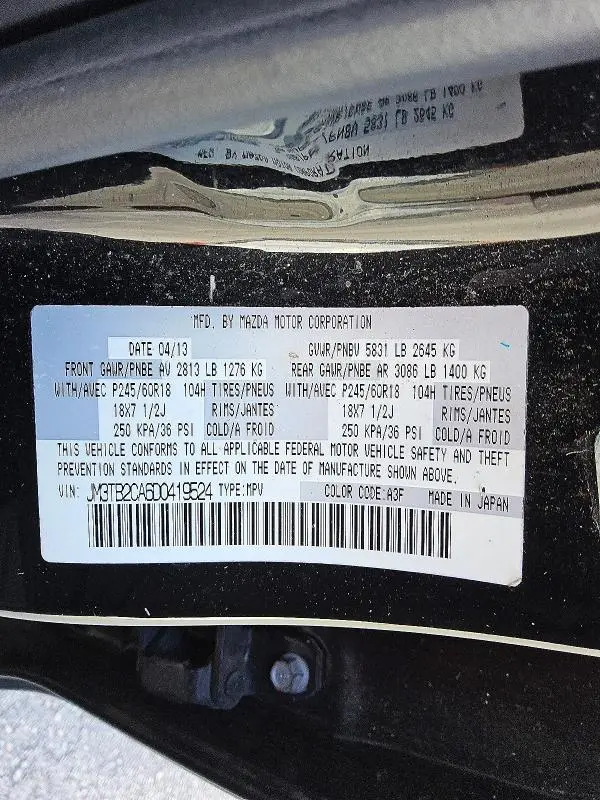 MFD. BY MAZDA MOTOR CORPORATION
DATE 04/13 GVWR/PNBV 5831 LB 2645 KG
FRONT GAWR/PNBE AV 2813 LB 1276 KG REAR GAWR/PNBE AR 3086 LB 1400 KG
WITH/AVEC P245/60R18 104H TIRES/PNEUS WITH/AVEC P245/60R18 104H TIRES/PNEUS
18X7 1/2J RIMS/JANTES 18X7 1/2J RIMS/JANTES
250 KPA/36 PSI COLD/A FROID 250 KPA/36 PSI COLD/A FROID
THIS VEHICLE CONFORMS TO ALL APPLICABLE FEDERAL MOTOR VEHICLE SAFETY AND THEFT
PREVENTION STANDARDS IN EFFECT ON THE DATE OF MANUFACTURE SHOWN ABOVE.
VIN: JM3TB2CA6D0419524 TYPE:MPV COLOR CODE:A3F MADE IN JAPAN